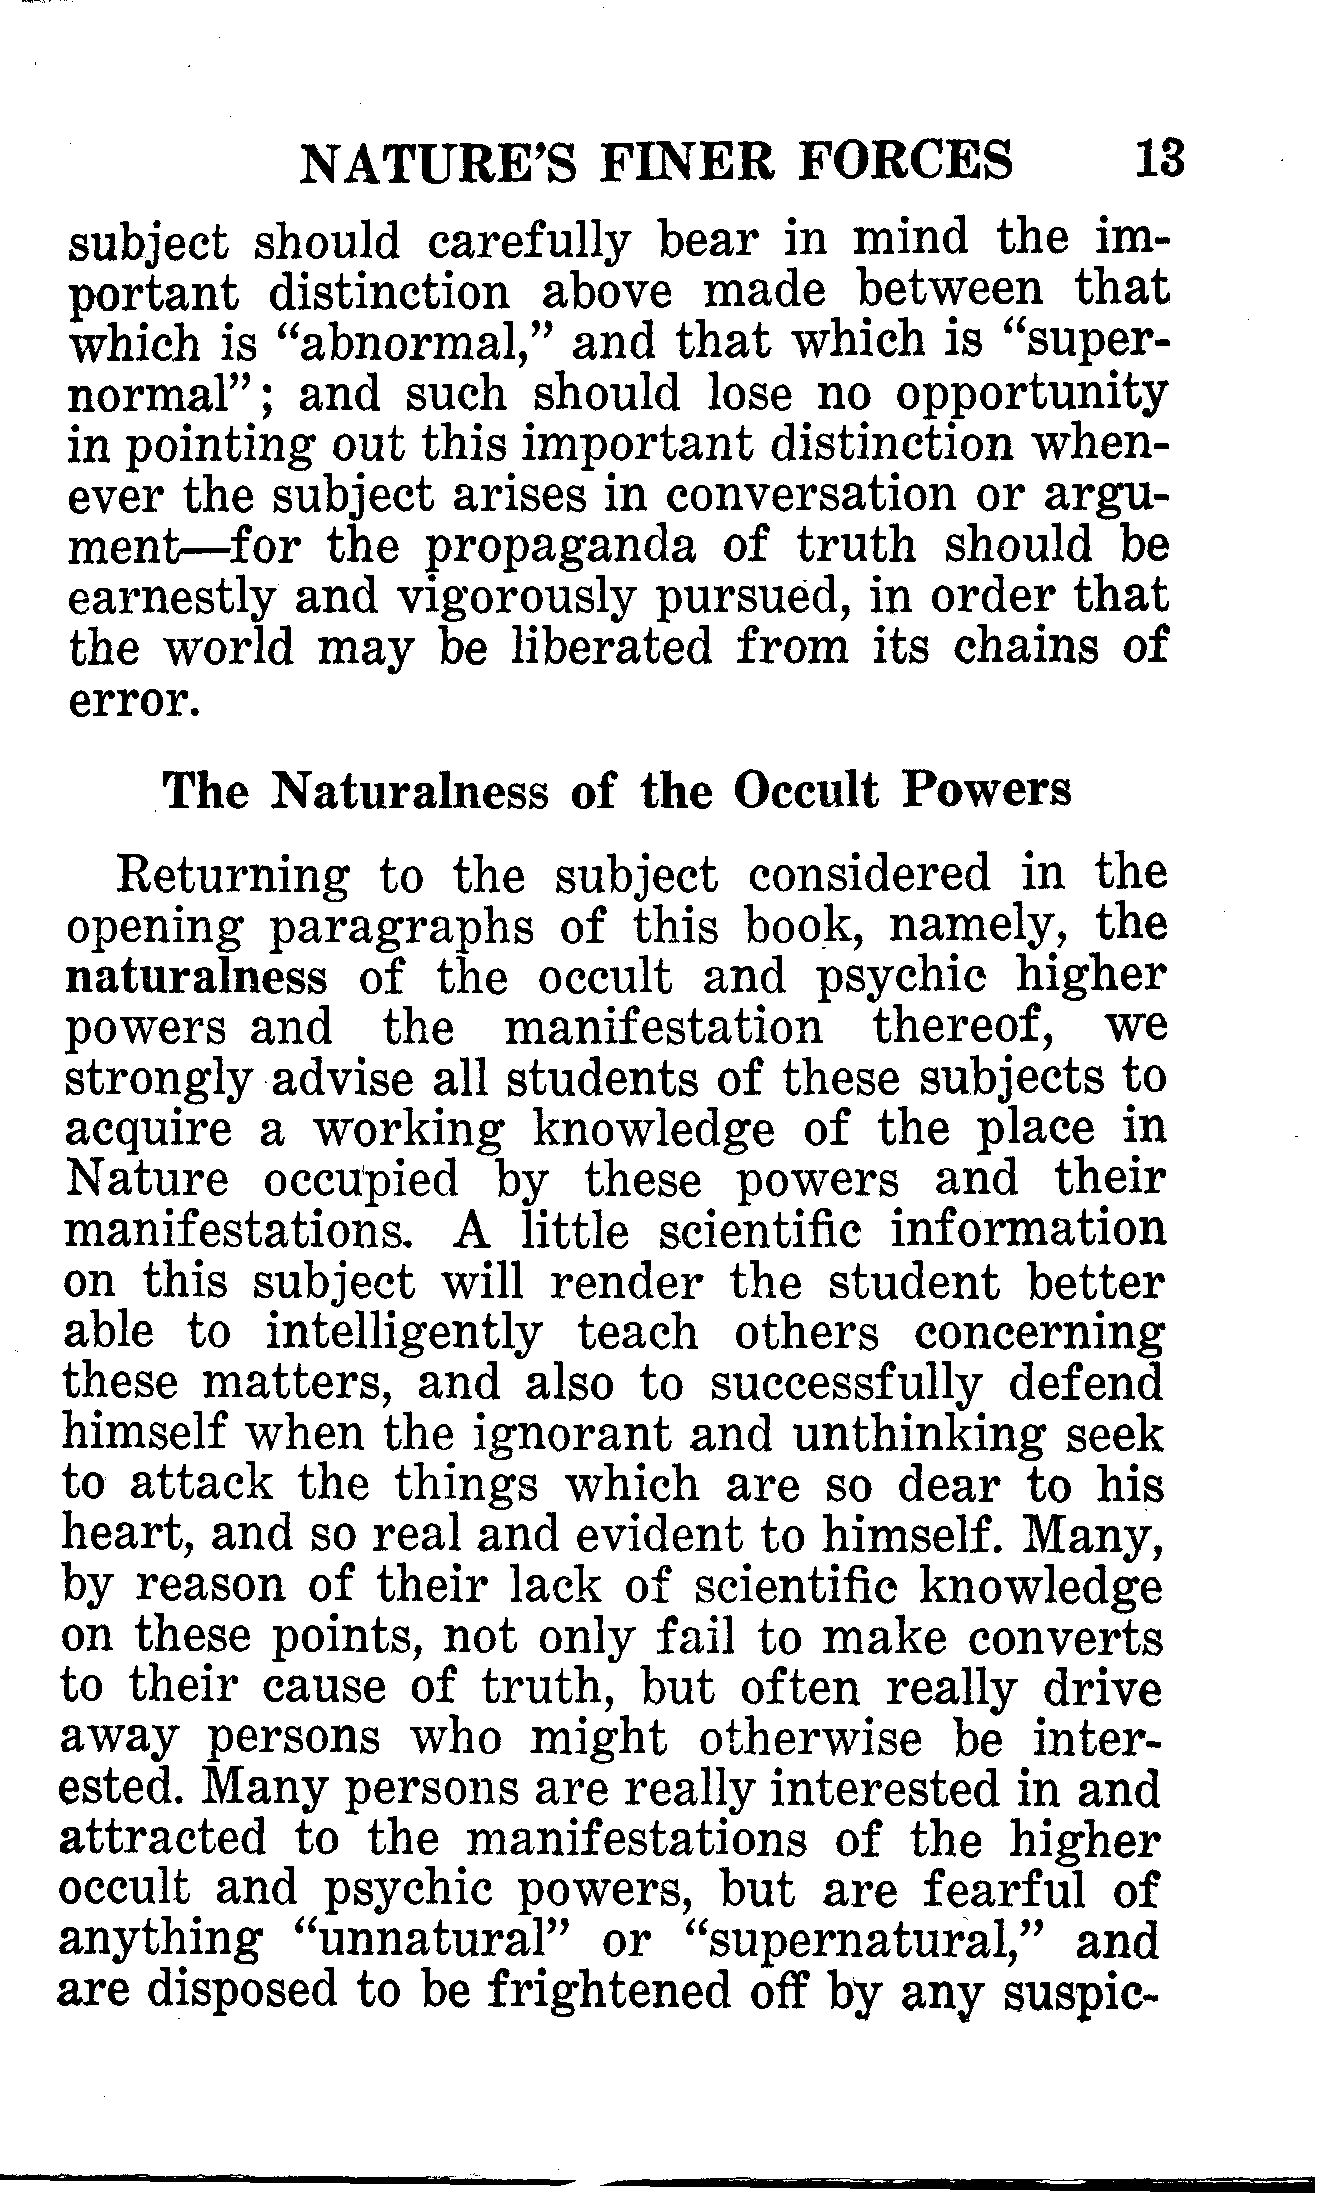 NATURE'S FINER FORCES 13
subject should carefully bear in mind the im-
portant distinction above made between that
which is “abnormal,” and that which is “super-
normal”; and such should lose no opportunity
in pointing out this important distinction when-
ever the subject arises in conversation or argu-
ment—for the propaganda of truth should be
earnestly and vigorously pursued, in order that
the world may be liberated from its chains of
error.
The Naturalness of the Occult Powers
Returning to the subject considered in the
opening paragraphs of this book, namely, the
naturalness of the occult and psychic higher
powers and the manifestation thereof, we
strongly advise all students of these subjects to
acquire a working knowledge of the place in
Nature occupied by these powers and their
manifestations. A little scientific information
on this subject will render the student better
able to intelligently teach others concerning
these matters, and also to successfully defend
himself when the ignorant and unthinking seek
to attack the things which are so dear to his
heart, and so real and evident to himself. Many,
by reason of their lack of scientific knowledge
on these points, not only fail to make converts
to their cause of truth, but often really drive
away persons who might otherwise be inter-
ested. Many persons are really interested in and
attracted to the manifestations of the higher
occult and psychic powers, but are fearful of
anything “unnatural” or “supernatural,” and
are disposed to be frightened off by any suspic-